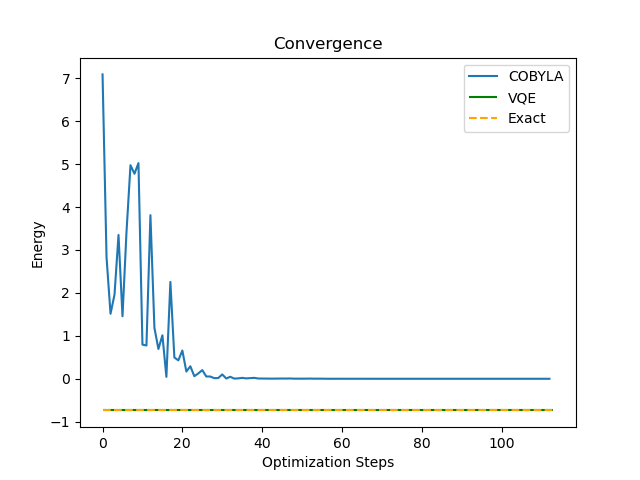 Convergence
COBYLA
VQE
Exact
7
6
5
4
3
2
1
0
−1
Energy
0 20 40 60 80 100
Optimization Steps